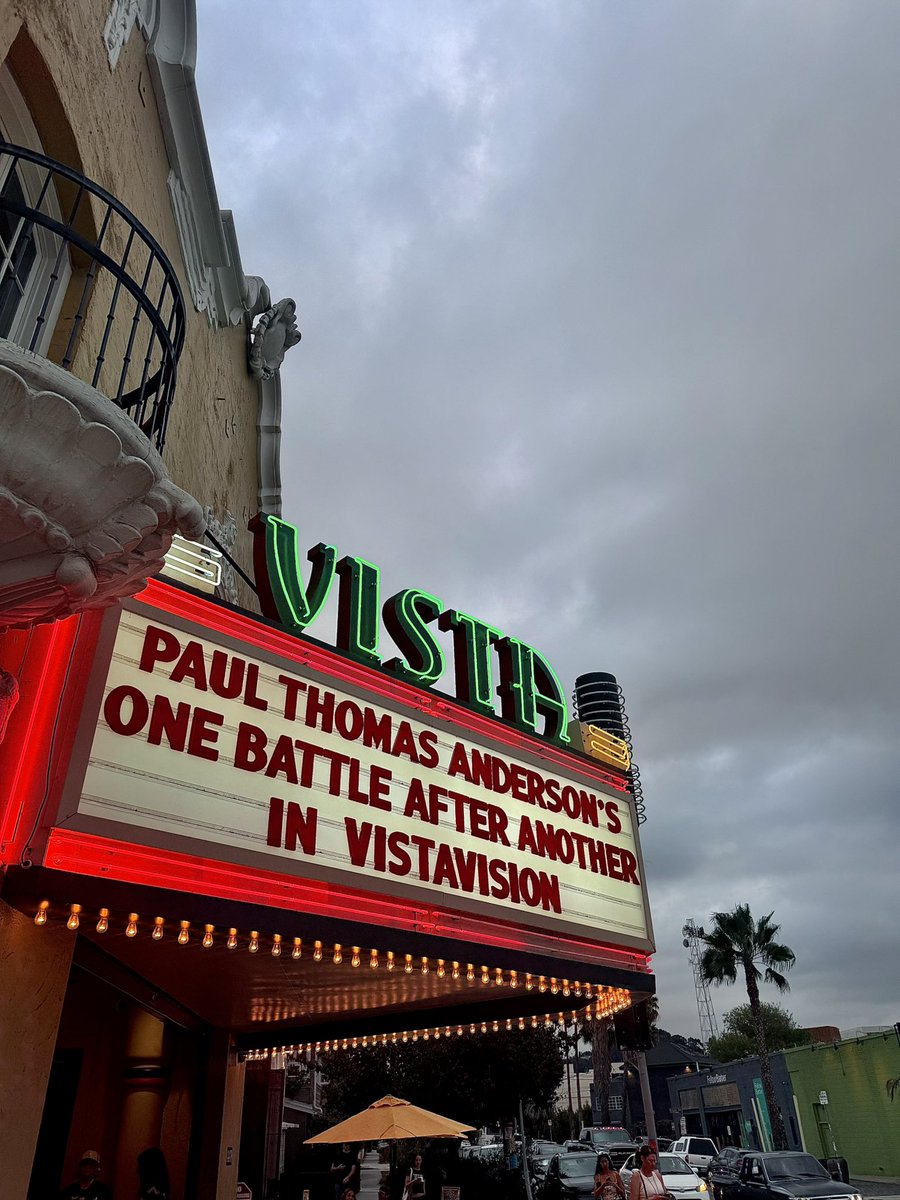 VISTA
PAUL THOMAS ANDERSON'S
ONE BATTLE AFTER ANOTHER
IN VISTAVISION